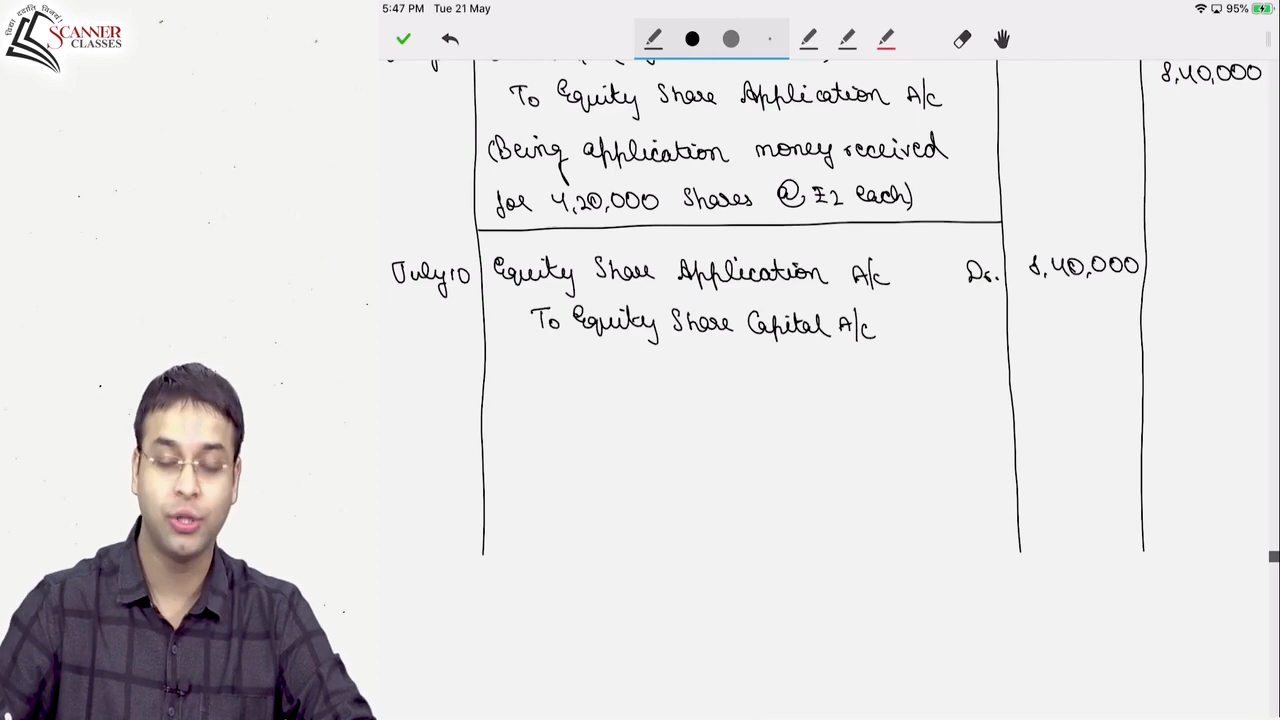 5:47 PM Tue 21 May
95%
विद्या ददाति विनयं।
SCANNER
CLASSES
8,40,000
To Equity Share Application A/c
(Being application money received
for 4,20,000 Shares @ ₹2 each)
July 10 Equity Share Application A/c Dr. 8,40,000
To Equity Share Capital A/c